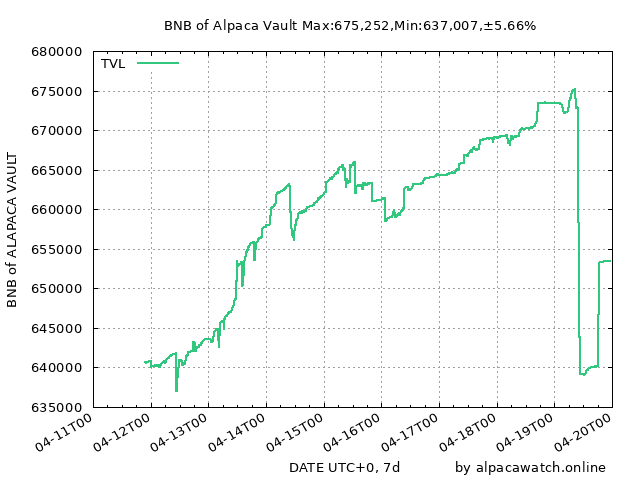 BNB of Alpaca Vault Max:675,252,Min:637,007,±5.66%
TVL
680000
675000
670000
665000
660000
655000
650000
645000
640000
635000
BNB of ALAPACA VAULT
04-11T00
04-12T00
04-13T00
04-14T00
04-15T00
04-16T00
04-17T00
04-18T00
04-19T00
04-20T00
DATE UTC+0, 7d
by alpacawatch.online